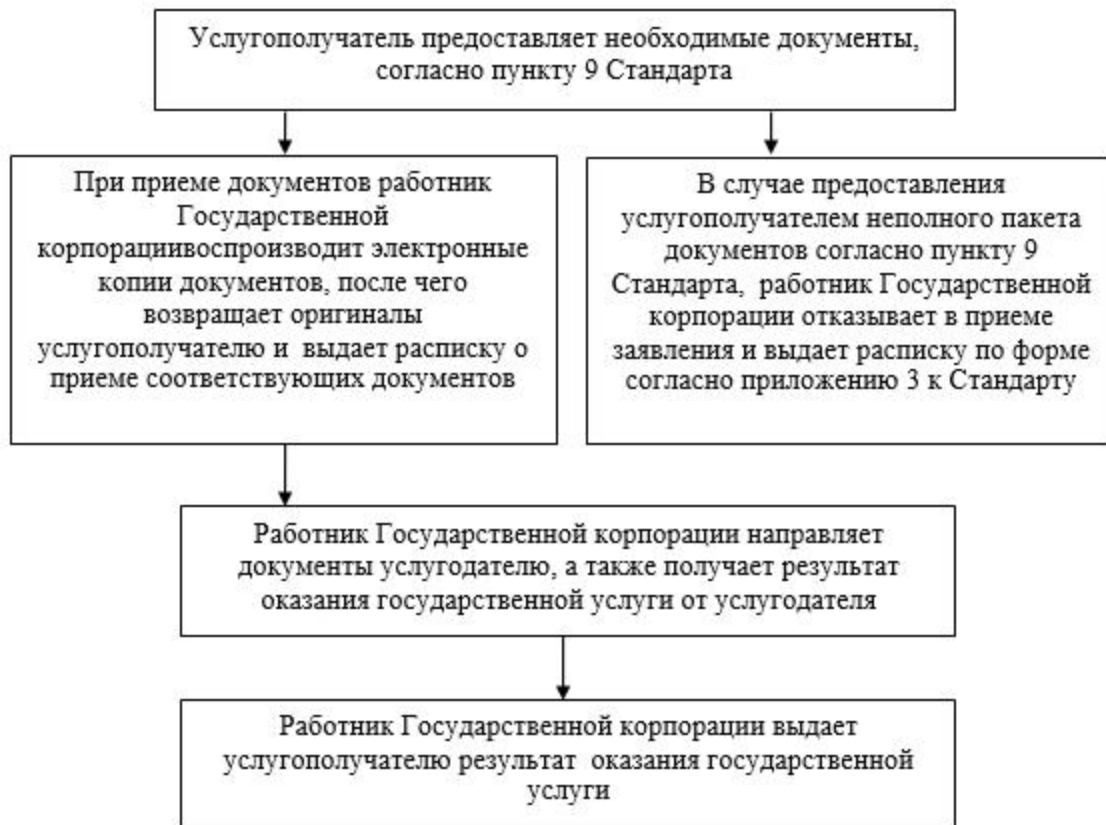 Услугополучатель предоставляет необходимые документы,
согласно пункту 9 Стандарта
При приеме документов работник
Государственной
корпорациивоспроизводит электронные
копии документов, после чего
возвращает оригиналы
услугополучателю и выдает расписку о
приеме соответствующих документов
В случае предоставления
услугополучателем неполного пакета
документов согласно пункту 9
Стандарта, работник Государственной
корпорации отказывает в приеме
заявления и выдает расписку по форме
согласно приложению 3 к Стандарту
Работник Государственной корпорации направляет
документы услугодателю, а также получает результат
оказания государственной услуги от услугодателя
Работник Государственной корпорации выдает
услугополучателю результат оказания государственной
услуги